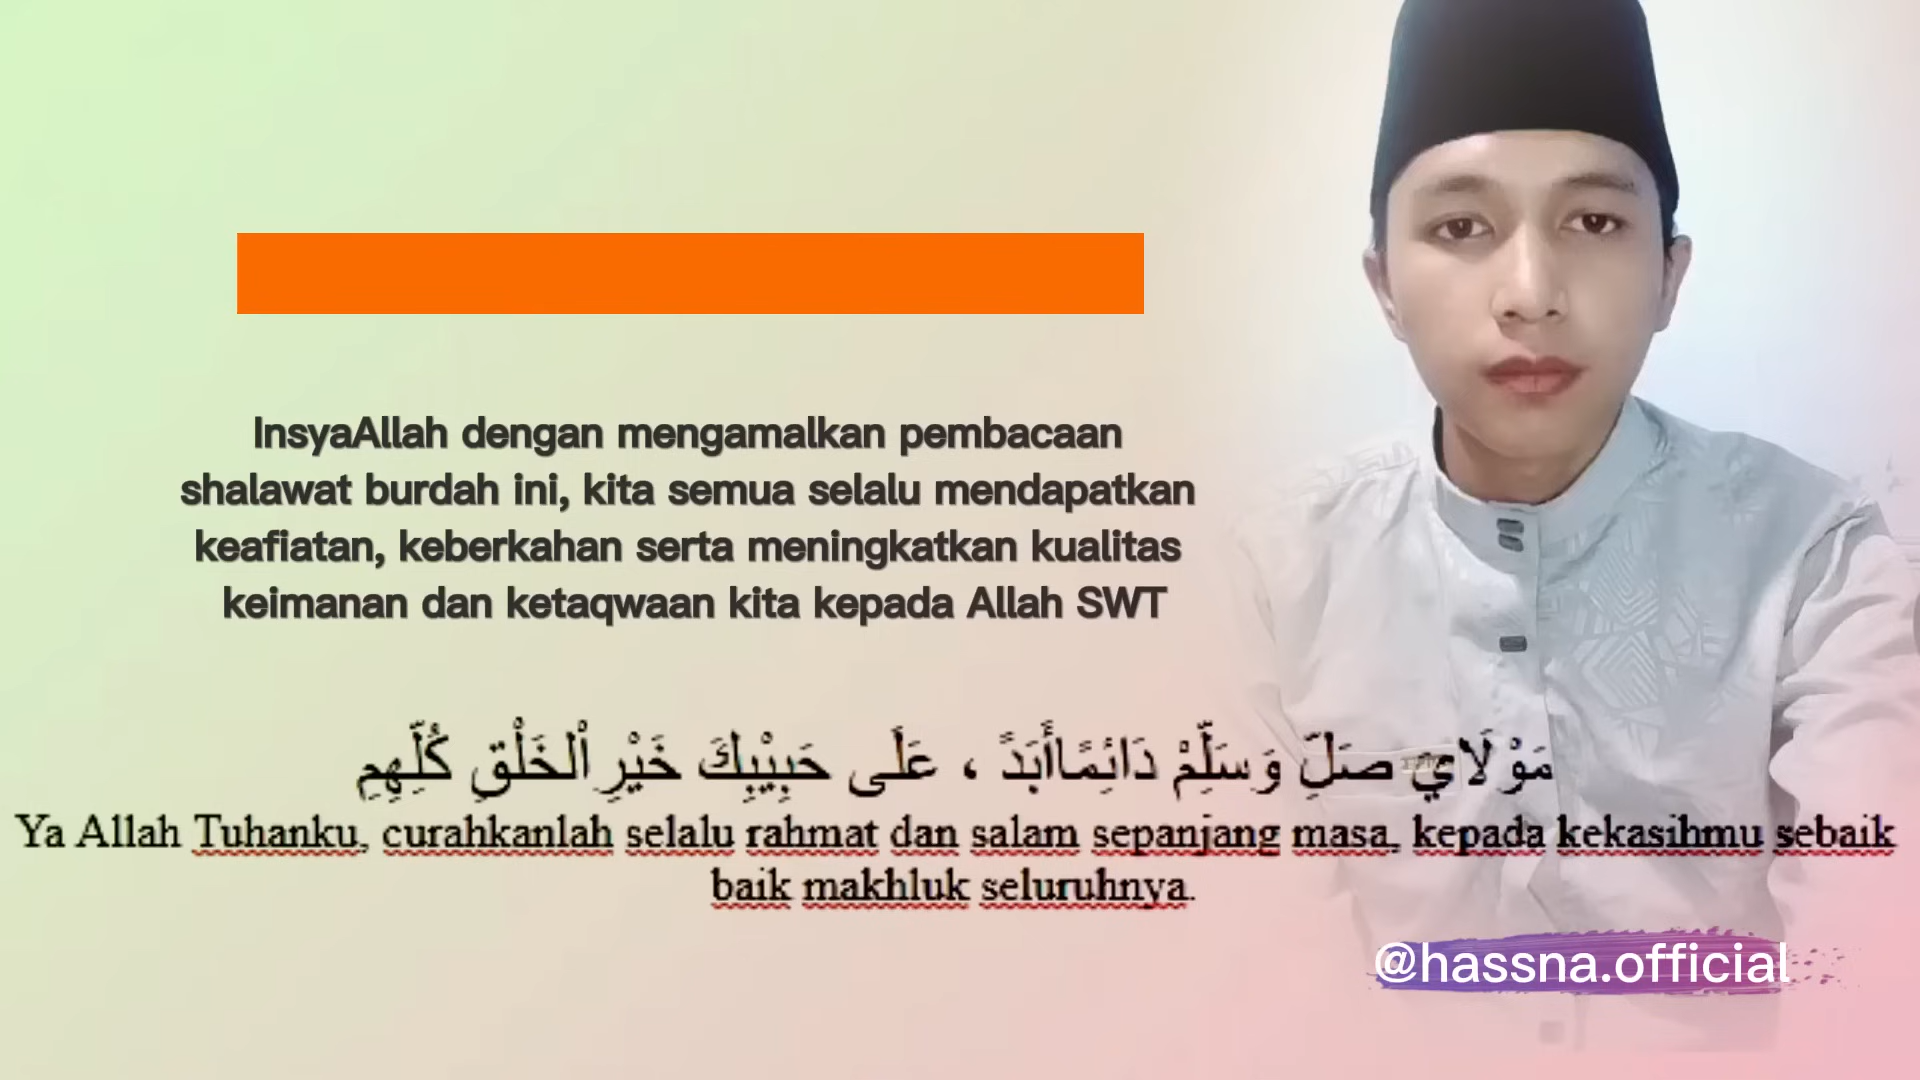 InsyaAllah dengan mengamalkan pembacaan
shalawat burdah ini, kita semua selalu mendapatkan
keafiatan, keberkahan serta meningkatkan kualitas
keimanan dan ketaqwaan kita kepada Allah SWT
مَوْلَايَ صَلِّ وَسَلِّمْ دَائِمًاأَبَدً ، عَلَى حَبِيْبِكَ خَيْرِ اْلخَلْقِ كُلِّهِمِ
Ya Allah Tuhanku, curahkanlah selalu rahmat dan salam sepanjang masa, kepada kekasihmu sebaik
baik makhluk seluruhnya.
@hassna.official